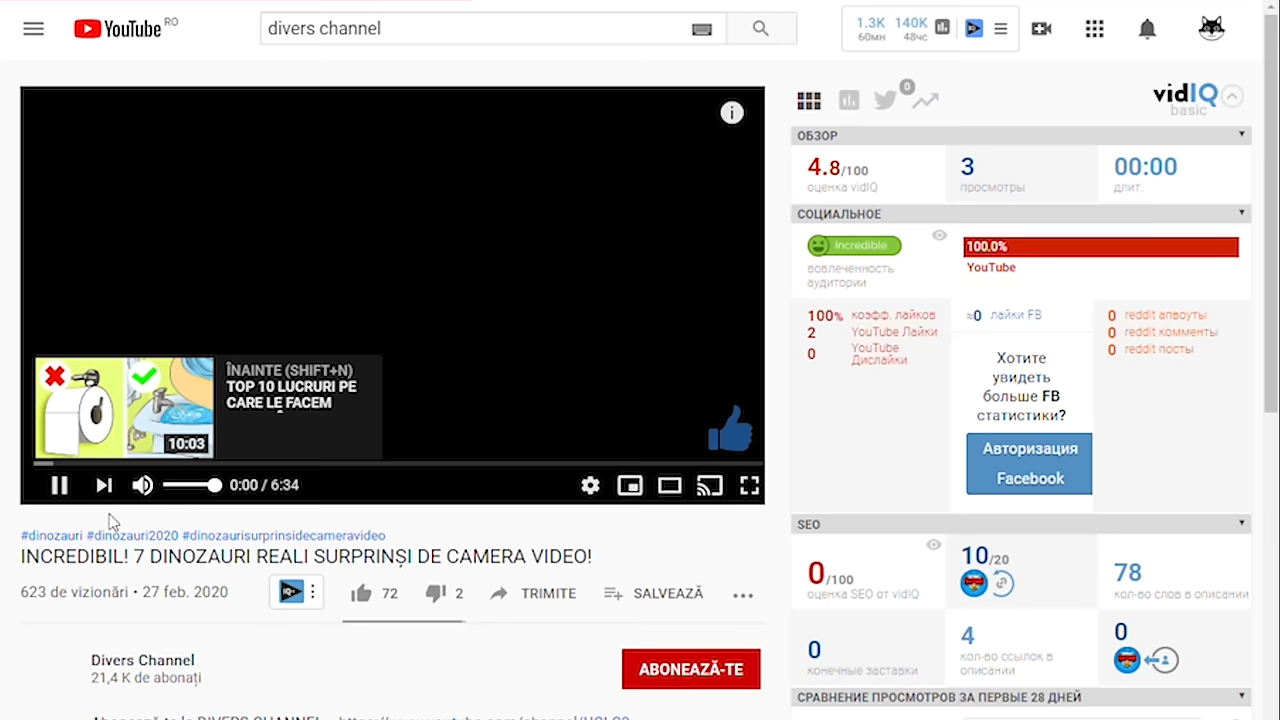 YouTube RO
divers channel
1.3K 140K
60мн 48чс
0
vidIQ
basic
i
ОБЗОР
4.8/100
оценка vidIQ
3
просмотры
00:00
длит.
СОЦИАЛЬНОЕ
Incredible
вовлеченность
аудитории
100.0%
YouTube
100% коэфф. лайков
2 YouTube Лайки
0 YouTube
Дислайки
≈0 лайки FB
Хотите
увидеть
больше FB
статистики?
Авторизация
Facebook
0 reddit апвоуты
0 reddit комменты
0 reddit посты
ÎNAINTE (SHIFT+N)
TOP 10 LUCRURI PE
CARE LE FACEM
10:03
0:00 / 6:34
#dinozauri #dinozauri2020 #dinozaurisurprinsidecameravideo
INCREDIBIL! 7 DINOZAURI REALI SURPRINȘI DE CAMERA VIDEO!
623 de vizionări • 27 feb. 2020
72
2
TRIMITE
SALVEAZĂ
Divers Channel
21,4 K de abonați
ABONEAZĂ-TE
SEO
0/100
оценка SEO от vidIQ
10/20
78
кол-во слов в описании
0
конечные заставки
4
кол-во ссылок в
описании
0
СРАВНЕНИЕ ПРОСМОТРОВ ЗА ПЕРВЫЕ 28 ДНЕЙ